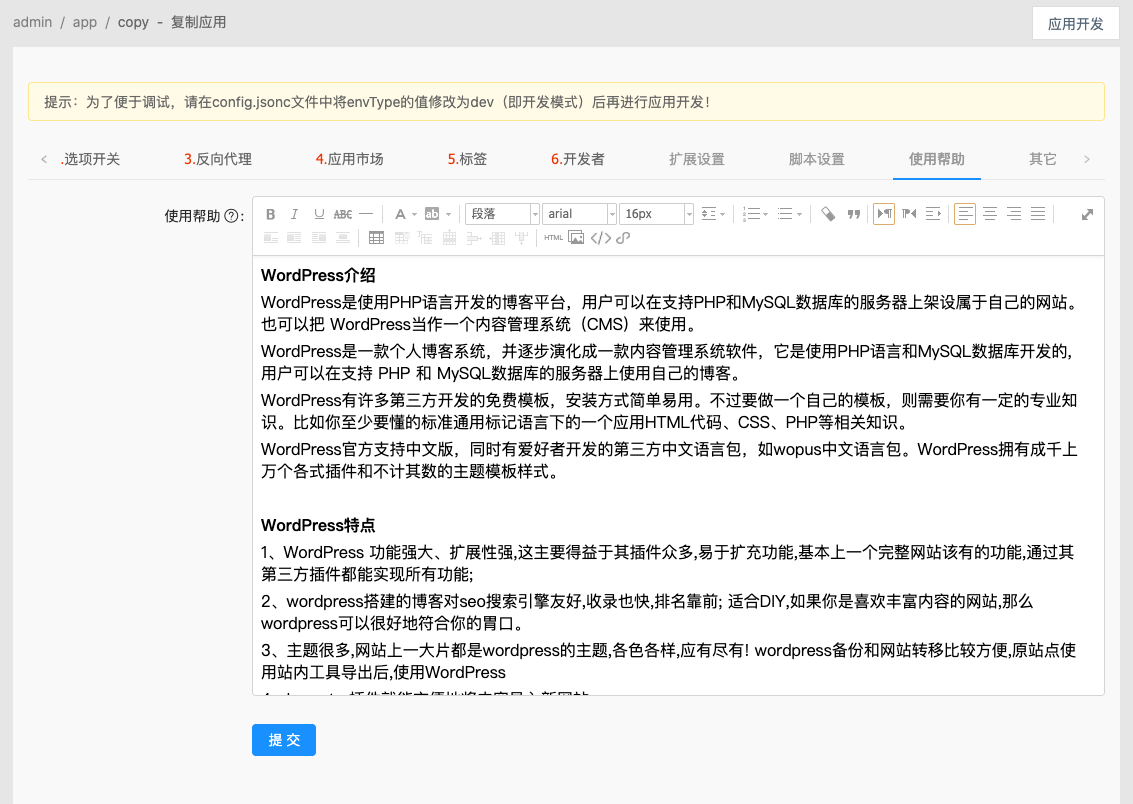 admin / app / copy - 复制应用
应用开发
提示：为了便于调试，请在config.jsonc文件中将envType的值修改为dev（即开发模式）后再进行应用开发！
< .选项开关 3.反向代理 4.应用市场 5.标签 6.开发者 扩展设置 脚本设置 使用帮助 其它 >
使用帮助?:
B I U ABC A ab 段落 arial 16px
HTML
WordPress介绍
WordPress是使用PHP语言开发的博客平台，用户可以在支持PHP和MySQL数据库的服务器上架设属于自己的网站。
也可以把 WordPress当作一个内容管理系统（CMS）来使用。
WordPress是一款个人博客系统，并逐步演化成一款内容管理系统软件，它是使用PHP语言和MySQL数据库开发的,
用户可以在支持 PHP 和 MySQL数据库的服务器上使用自己的博客。
WordPress有许多第三方开发的免费模板，安装方式简单易用。不过要做一个自己的模板，则需要你有一定的专业知
识。比如你至少要懂的标准通用标记语言下的一个应用HTML代码、CSS、PHP等相关知识。
WordPress官方支持中文版，同时有爱好者开发的第三方中文语言包，如wopus中文语言包。WordPress拥有成千上
万个各式插件和不计其数的主题模板样式。
WordPress特点
1、WordPress 功能强大、扩展性强,这主要得益于其插件众多,易于扩充功能,基本上一个完整网站该有的功能,通过其
第三方插件都能实现所有功能;
2、wordpress搭建的博客对seo搜索引擎友好,收录也快,排名靠前; 适合DIY,如果你是喜欢丰富内容的网站,那么
wordpress可以很好地符合你的胃口。
3、主题很多,网站上一大片都是wordpress的主题,各色各样,应有尽有! wordpress备份和网站转移比较方便,原站点使
用站内工具导出后,使用WordPress
提 交